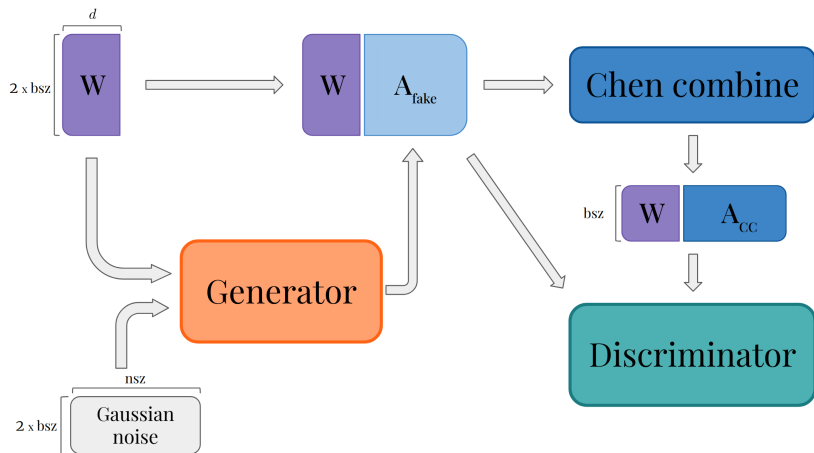 d
2 x bsz
W
W
A_fake
Chen combine
bsz
W
A_CC
Generator
Discriminator
nsz
2 x bsz
Gaussian
noise